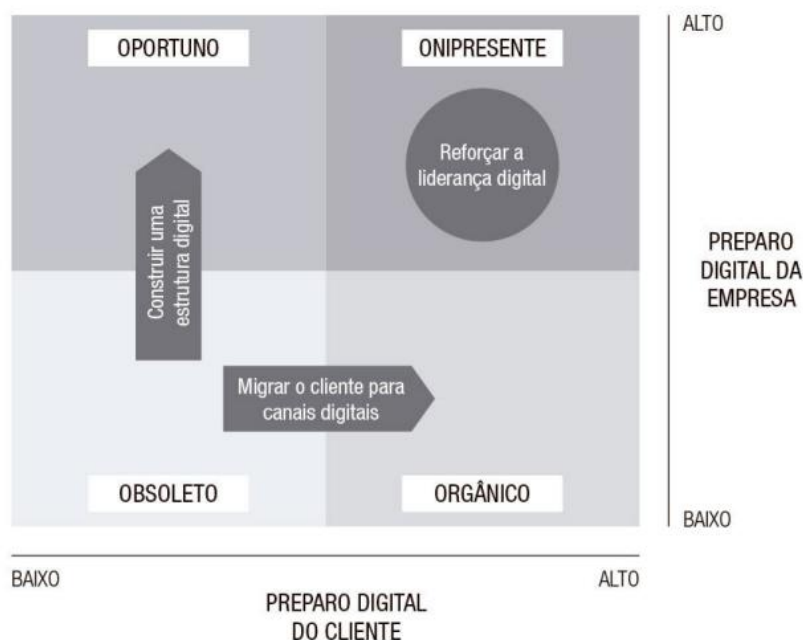 OPORTUNO
ONIPRESENTE
ALTO
Reforçar a
liderança digital
Construir uma
estrutura digital
PREPARO
DIGITAL DA
EMPRESA
Migrar o cliente para
canais digitais
OBSOLETO
ORGÂNICO
BAIXO
BAIXO
ALTO
PREPARO DIGITAL
DO CLIENTE